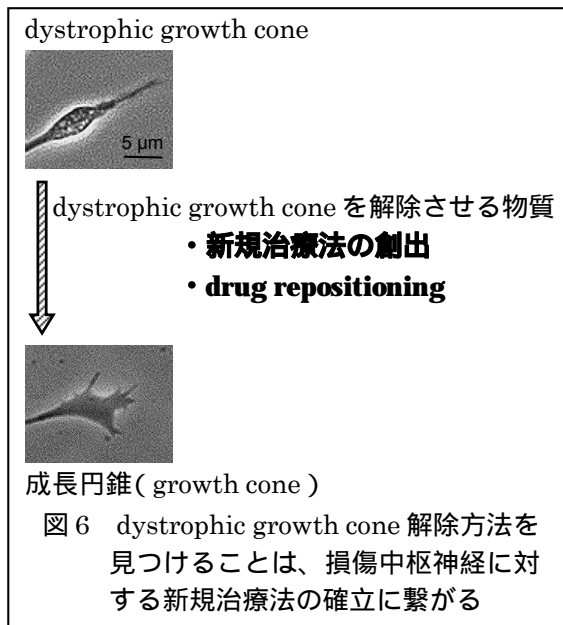 dystrophic growth cone
5 μm
dystrophic growth cone を解除させる物質
・新規治療法の創出
・drug repositioning
成長円錐( growth cone )
図 6 dystrophic growth cone 解除方法を
見つけることは、損傷中枢神経に対
する新規治療法の確立に繋がる